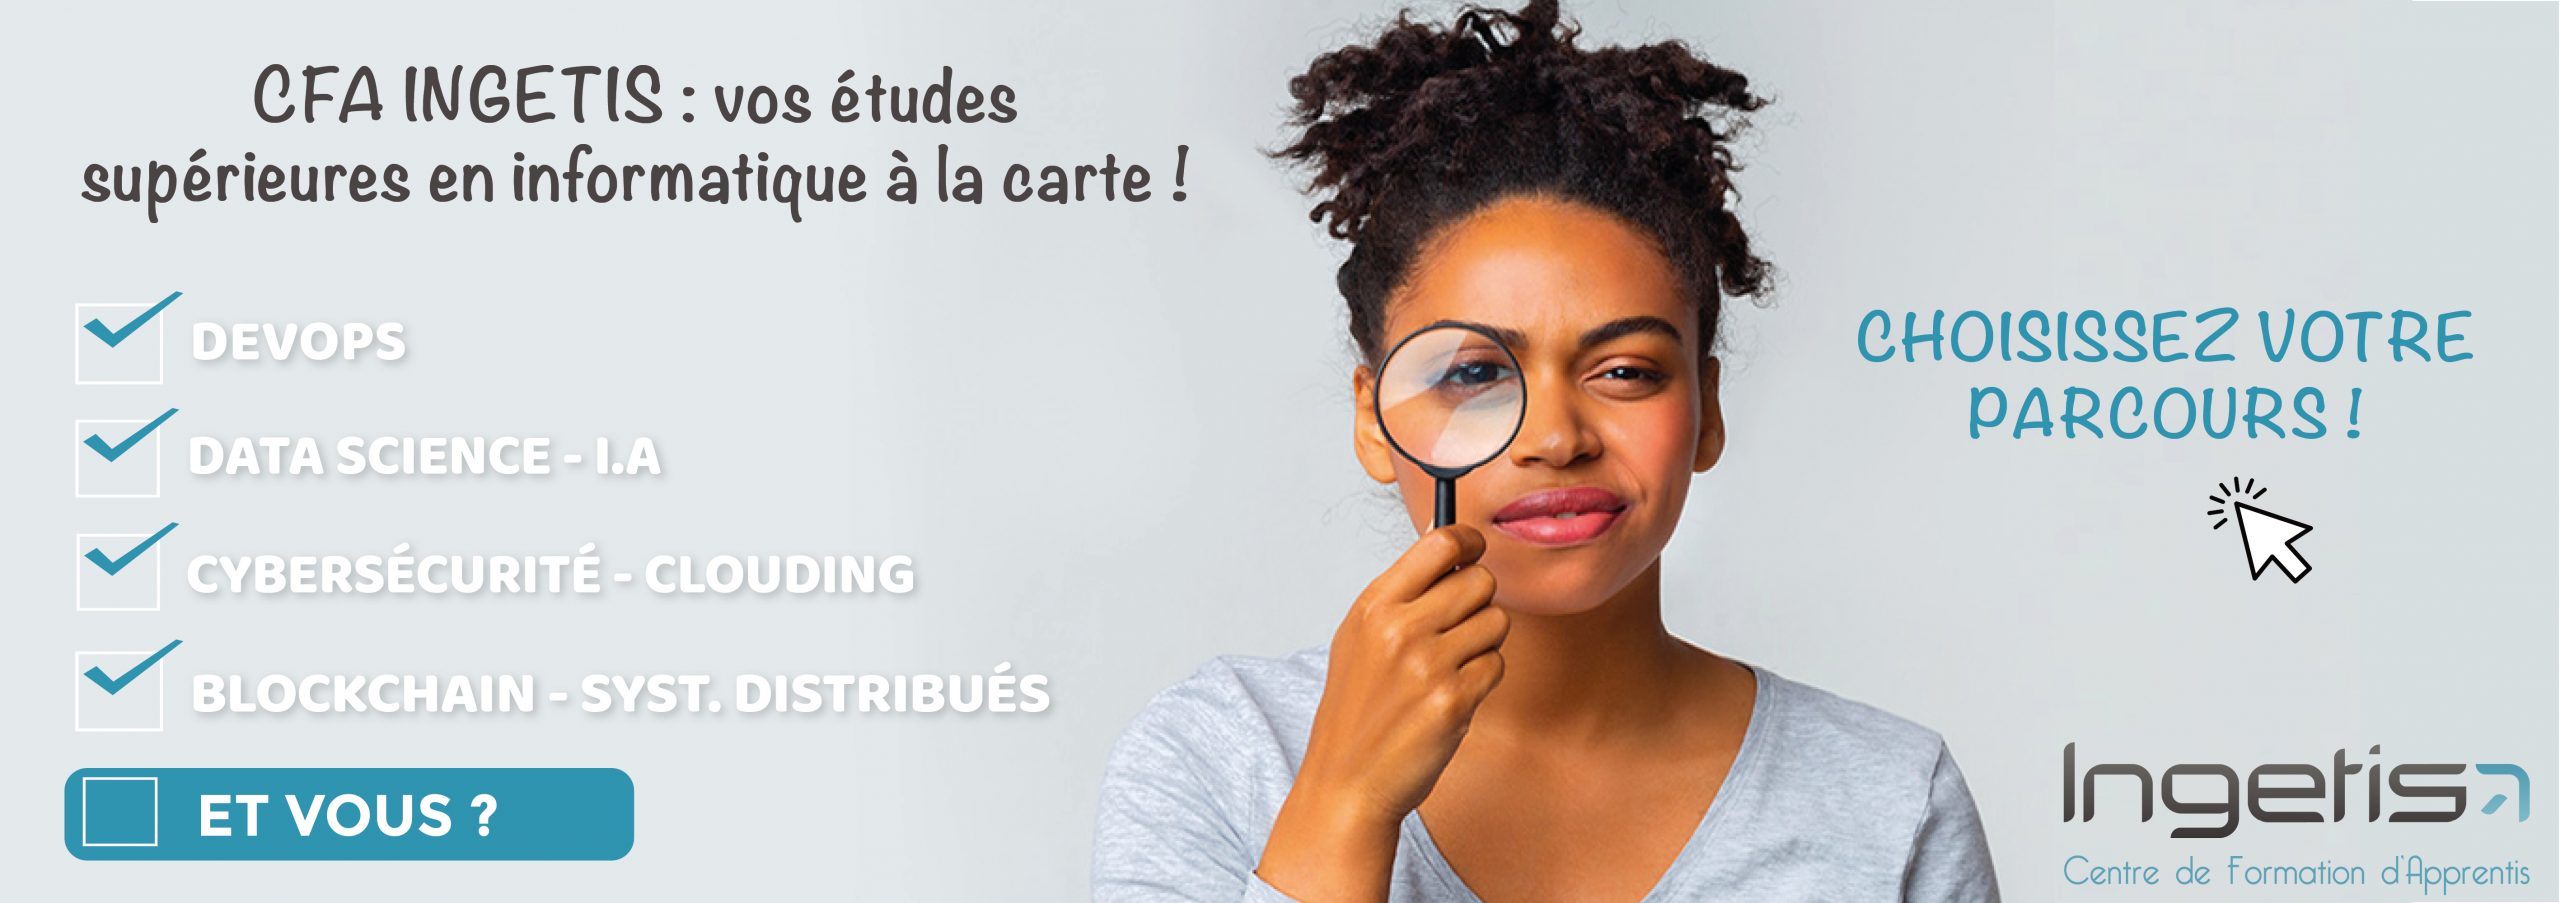 CFA INGETIS : vos études
supérieures en informatique à la carte !
DEVOPS
DATA SCIENCE - I.A
CYBERSÉCURITÉ - CLOUDING
BLOCKCHAIN - SYST. DISTRIBUÉS
ET VOUS ?
CHOISISSEZ VOTRE
PARCOURS !
Ingetis
Centre de Formation d'Apprentis